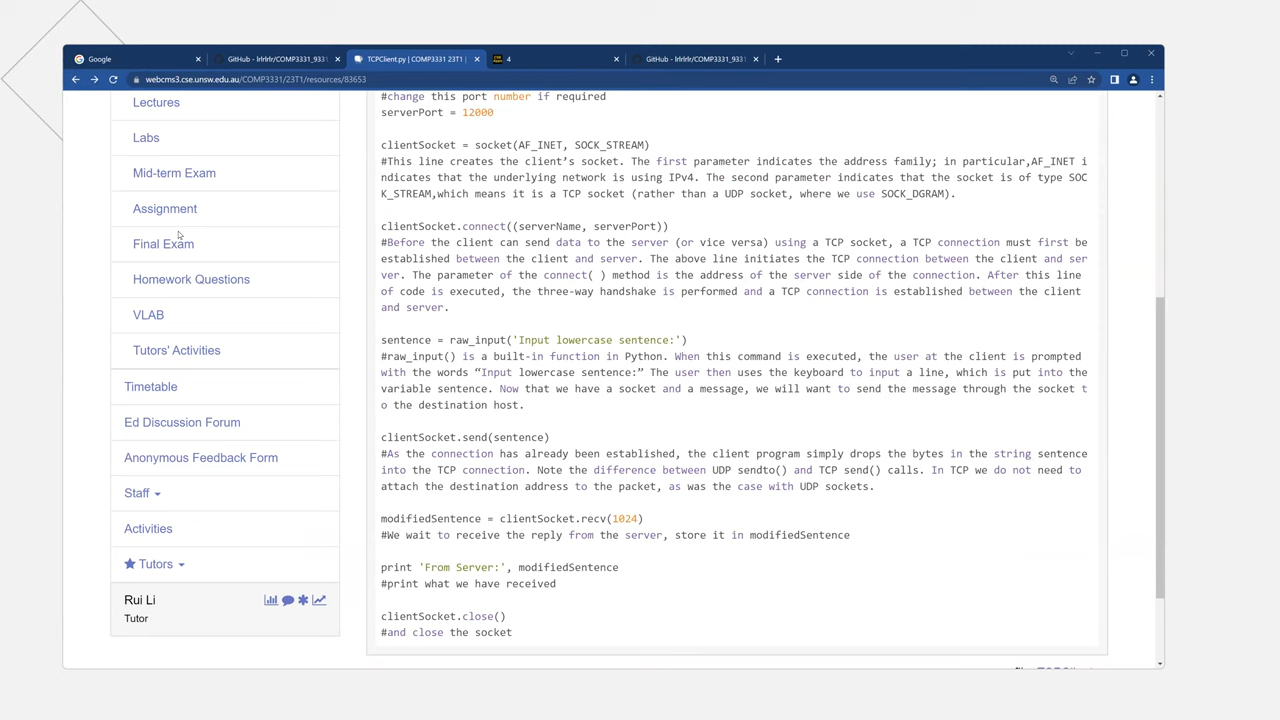 Google
GitHub - lrlrlrlr/COMP3331_9331
TCPClient.py | COMP3331 23T1 |
4
GitHub - lrlrlrlr/COMP3331_9331
webcms3.cse.unsw.edu.au/COMP3331/23T1/resources/83653
Lectures
Labs
Mid-term Exam
Assignment
Final Exam
Homework Questions
VLAB
Tutors' Activities
Timetable
Ed Discussion Forum
Anonymous Feedback Form
Staff
Activities
Tutors
Rui Li
Tutor
#change this port number if required
serverPort = 12000
clientSocket = socket(AF_INET, SOCK_STREAM)
#This line creates the client’s socket. The first parameter indicates the address family; in particular,AF_INET i
ndicates that the underlying network is using IPv4. The second parameter indicates that the socket is of type SOC
K_STREAM,which means it is a TCP socket (rather than a UDP socket, where we use SOCK_DGRAM).
clientSocket.connect((serverName, serverPort))
#Before the client can send data to the server (or vice versa) using a TCP socket, a TCP connection must first be
established between the client and server. The above line initiates the TCP connection between the client and ser
ver. The parameter of the connect( ) method is the address of the server side of the connection. After this line
of code is executed, the three-way handshake is performed and a TCP connection is established between the client
and server.
sentence = raw_input('Input lowercase sentence:')
#raw_input() is a built-in function in Python. When this command is executed, the user at the client is prompted
with the words “Input lowercase sentence:” The user then uses the keyboard to input a line, which is put into the
variable sentence. Now that we have a socket and a message, we will want to send the message through the socket t
o the destination host.
clientSocket.send(sentence)
#As the connection has already been established, the client program simply drops the bytes in the string sentence
into the TCP connection. Note the difference between UDP sendto() and TCP send() calls. In TCP we do not need to
attach the destination address to the packet, as was the case with UDP sockets.
modifiedSentence = clientSocket.recv(1024)
#We wait to receive the reply from the server, store it in modifiedSentence
print 'From Server:', modifiedSentence
#print what we have received
clientSocket.close()
#and close the socket